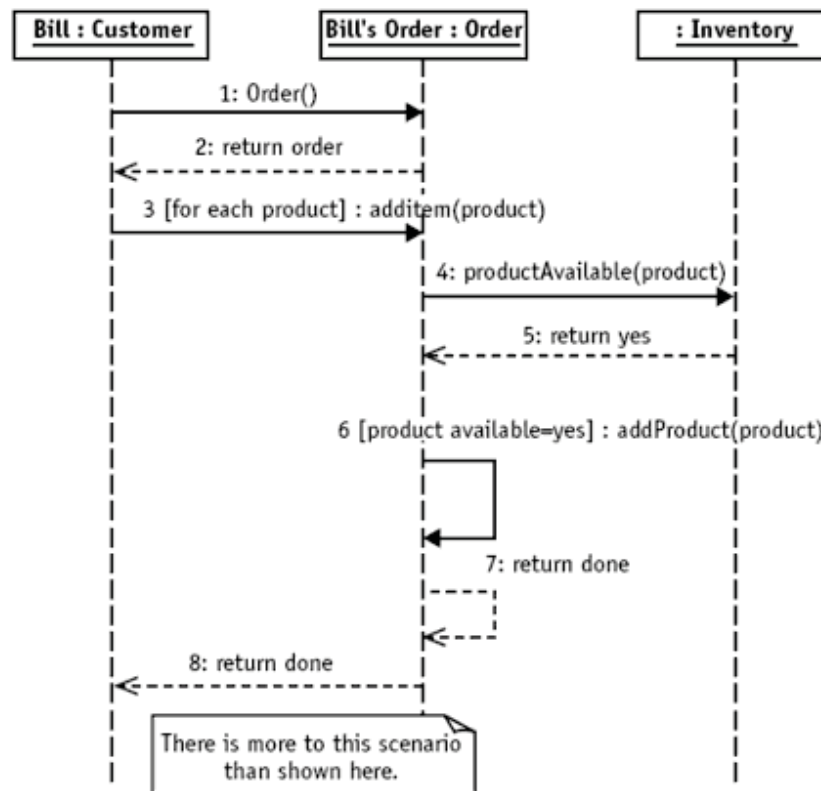 Bill : Customer
Bill's Order : Order
: Inventory
1: Order()
2: return order
3 [for each product] : additem(product)
4: productAvailable(product)
5: return yes
6 [product available=yes] : addProduct(product)
7: return done
8: return done
There is more to this scenario
than shown here.